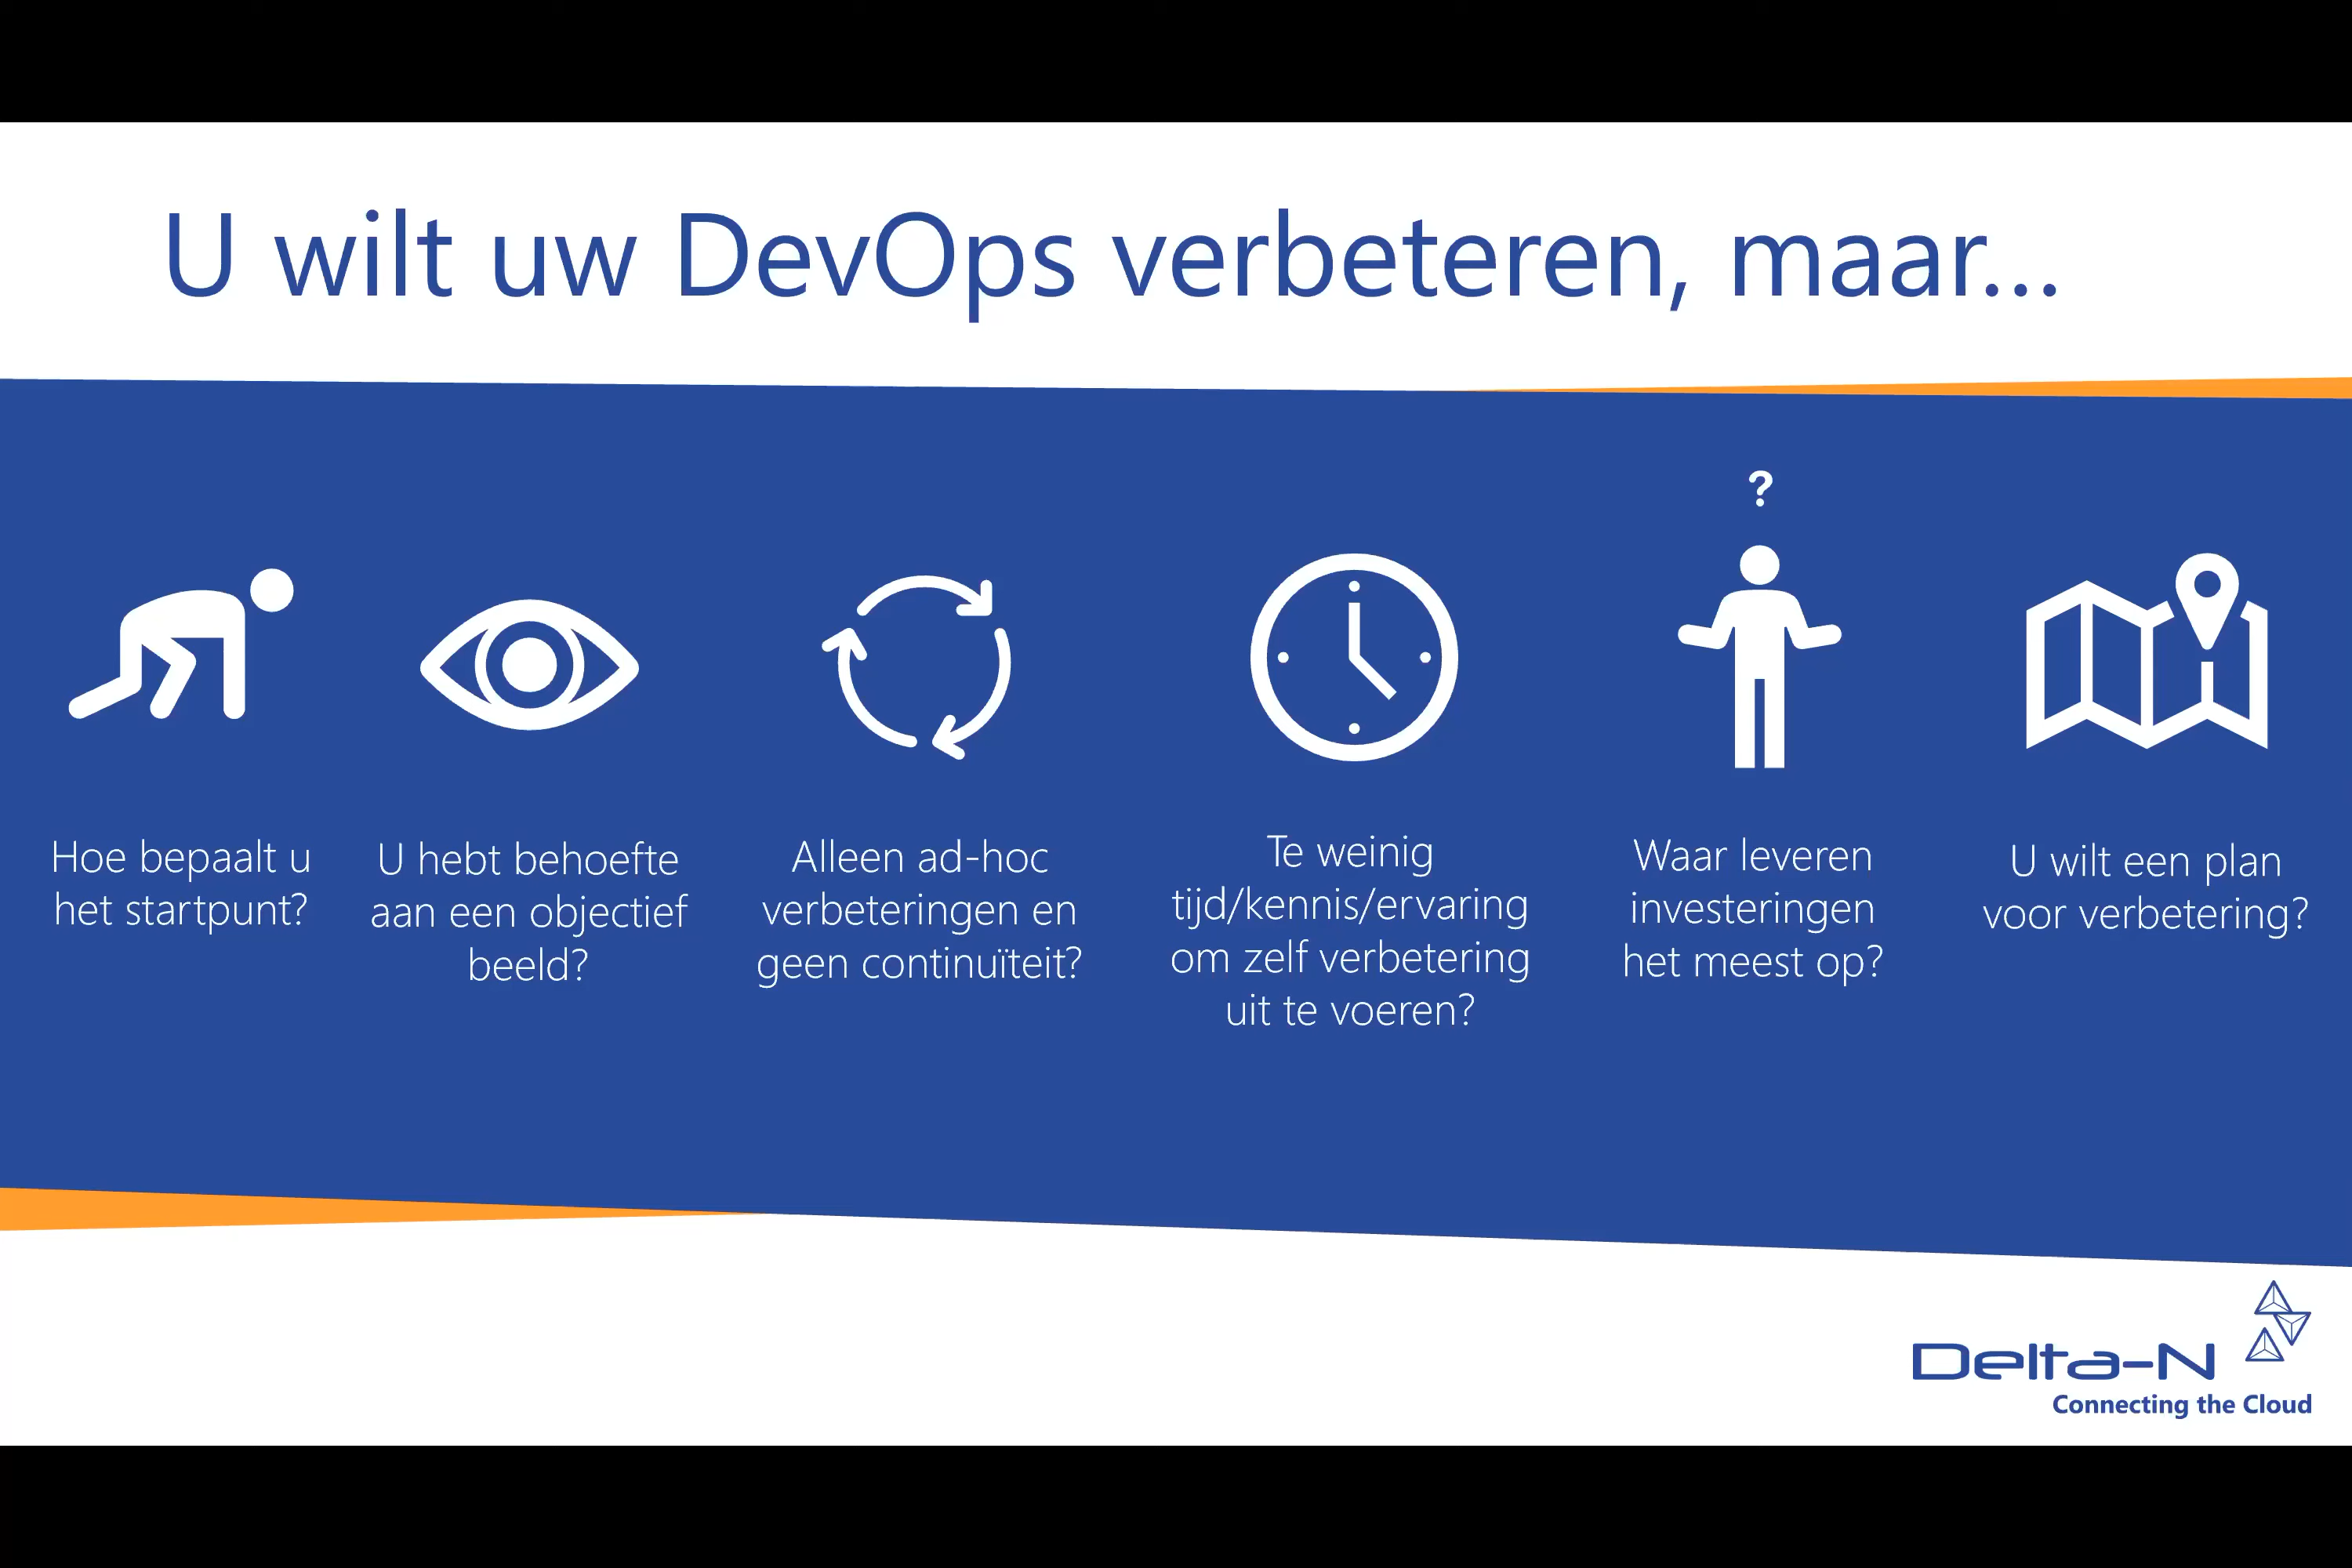 U wilt uw DevOps verbeteren, maar...
?
Hoe bepaalt u
het startpunt?
U hebt behoefte
aan een objectief
beeld?
Alleen ad-hoc
verbeteringen en
geen continuïteit?
Te weinig
tijd/kennis/ervaring
om zelf verbetering
uit te voeren?
Waar leveren
investeringen
het meest op?
U wilt een plan
voor verbetering?
Delta-N
Connecting the Cloud